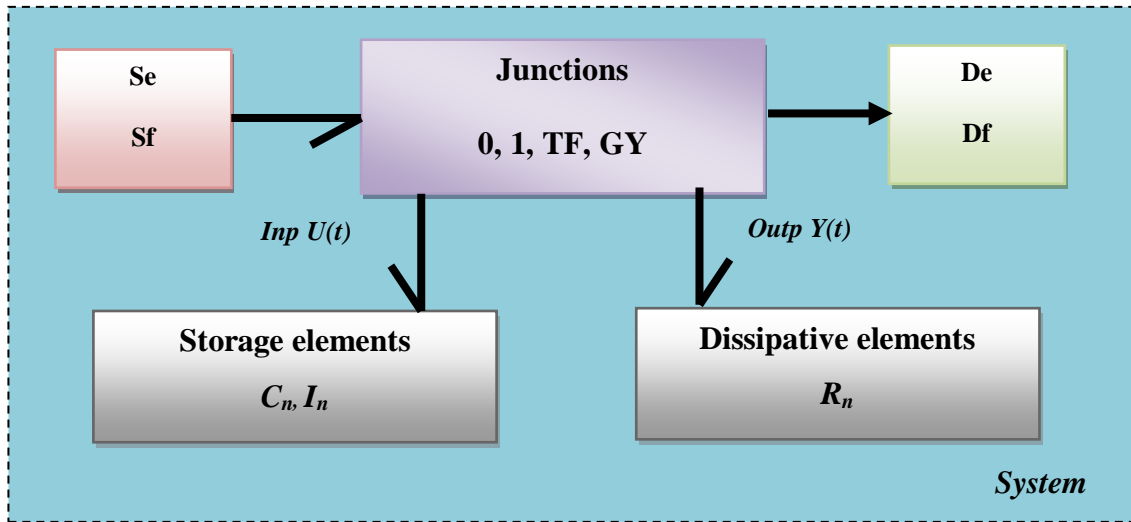 Se
Sf
Junctions
0, 1, TF, GY
De
Df
Inp U(t)
Outp Y(t)
Storage elements
Cn, In
Dissipative elements
Rn
System